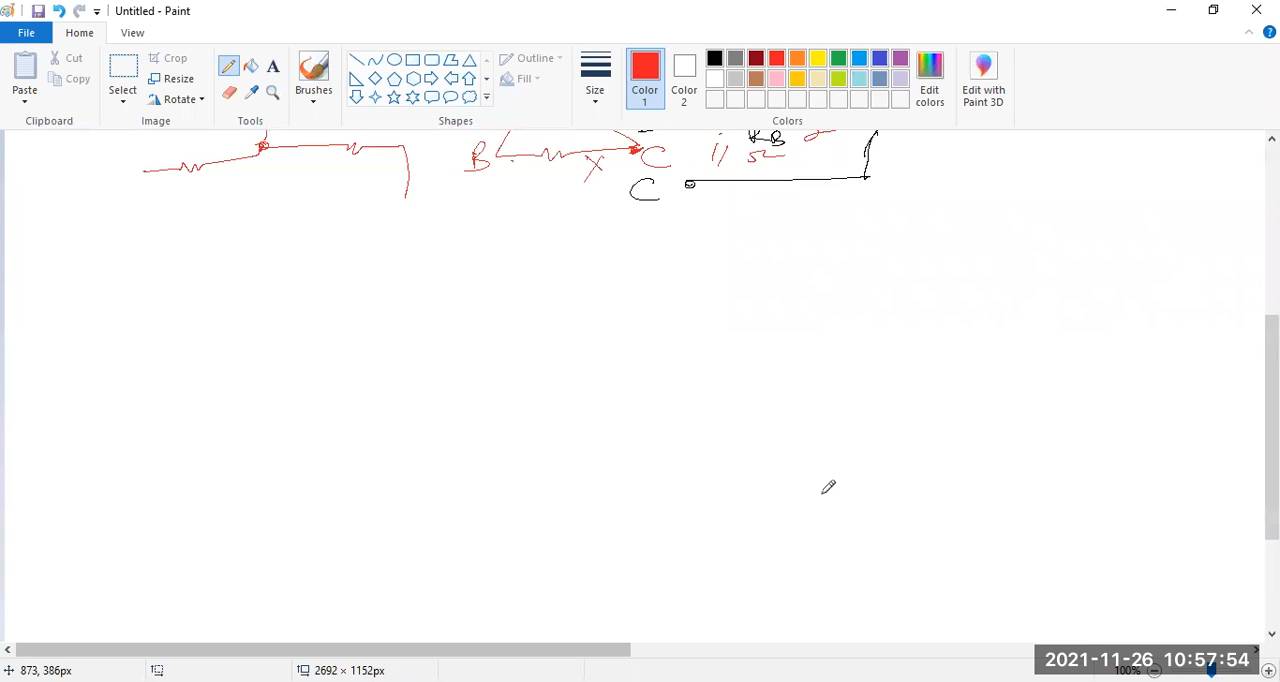 Untitled - Paint
File
Home
View
Paste
Cut
Copy
Clipboard
Select
Crop
Resize
Rotate
Image
A
Tools
Brushes
Shapes
Outline
Fill
Size
Color 1
Color 2
Colors
Edit colors
Edit with Paint 3D
RB
B
X
C
C
873, 386px
2692 × 1152px
100%
2021-11-26 10:57:54